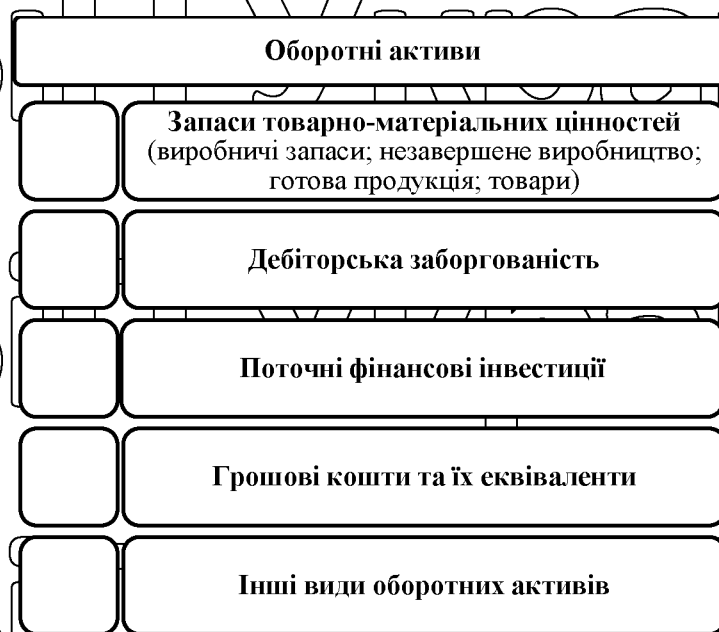 Оборотні активи
Запаси товарно-матеріальних цінностей
(виробничі запаси; незавершене виробництво;
готова продукція; товари)
Дебіторська заборгованість
Поточні фінансові інвестиції
Грошові кошти та їх еквіваленти
Інші види оборотних активів